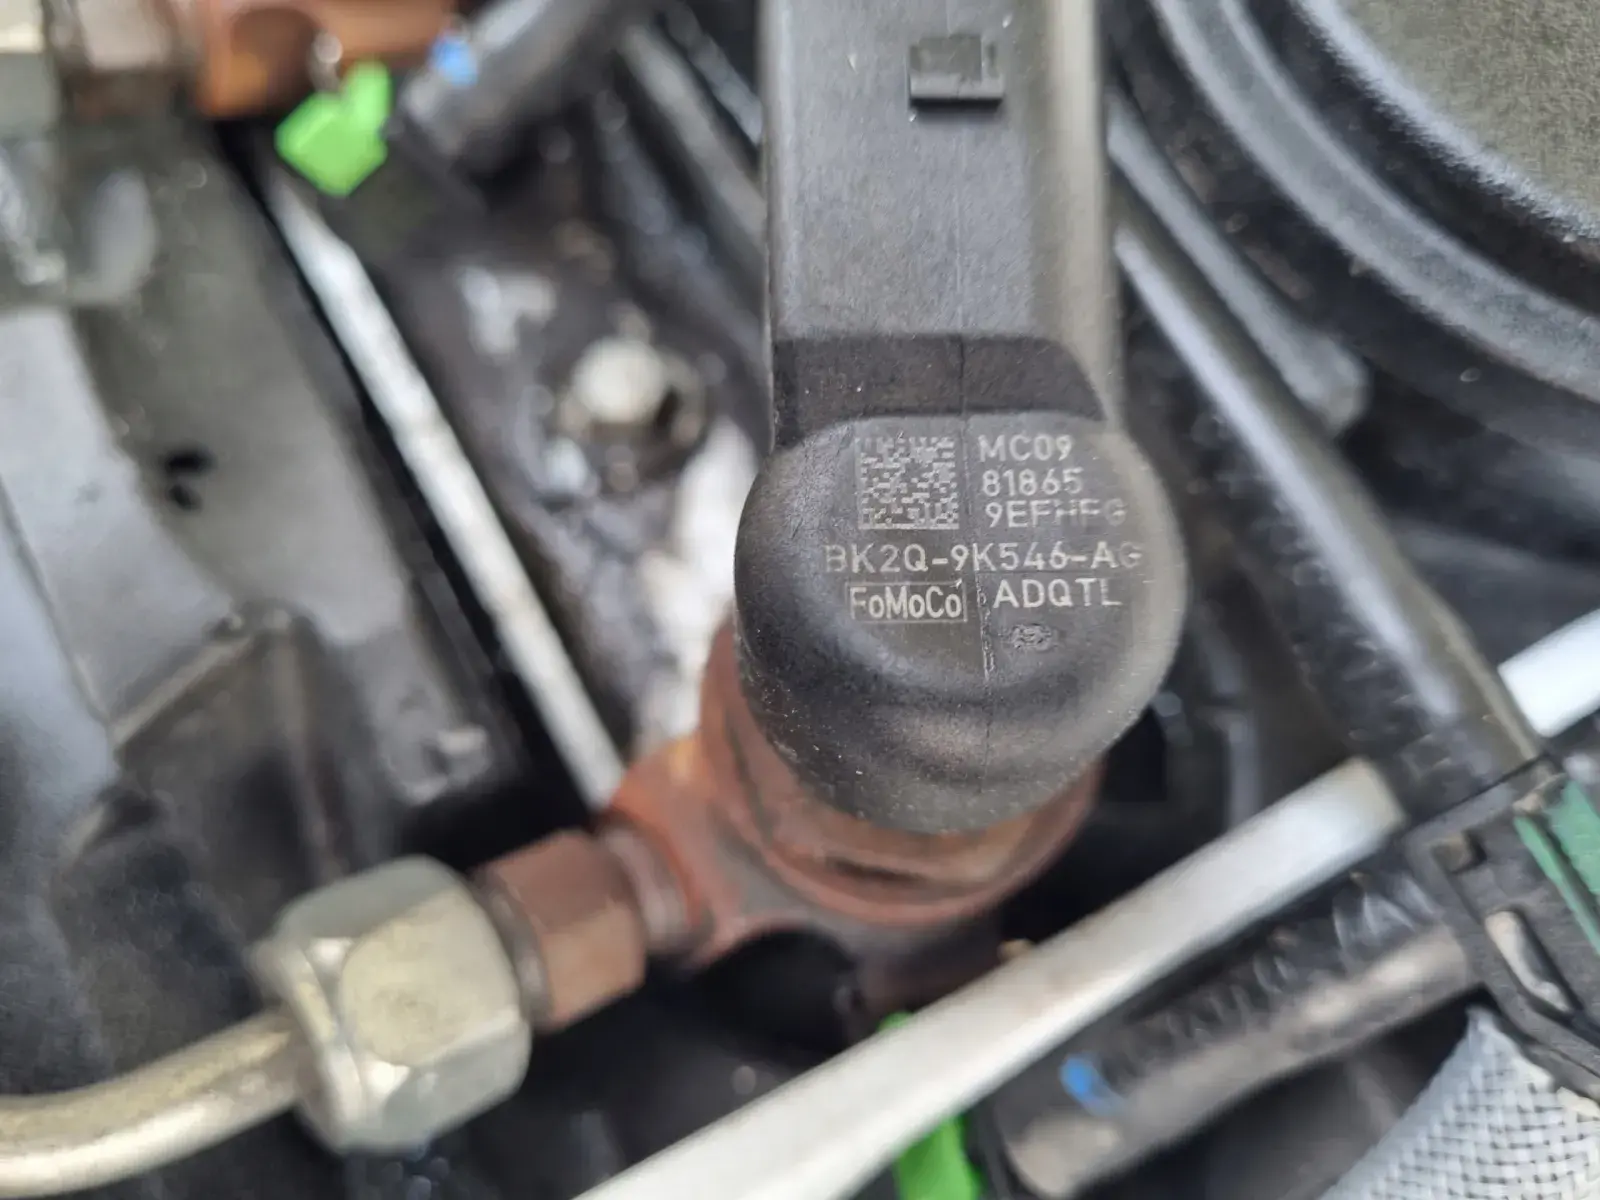 MC09
81865
9EFHFG
BK2Q-9K546-AG
FoMoCo ADQTL